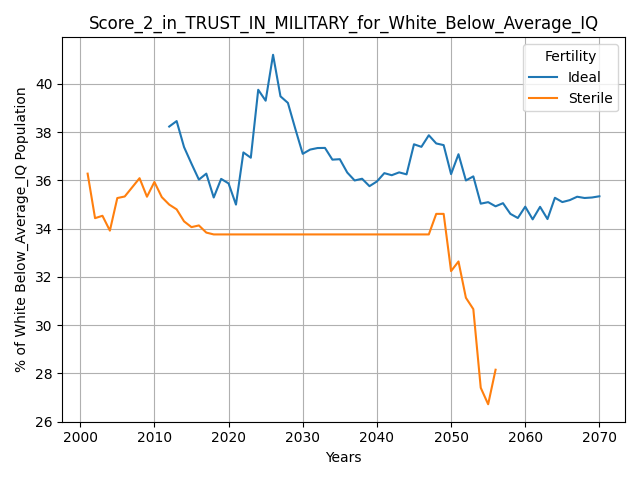 Score_2_in_TRUST_IN_MILITARY_for_White_Below_Average_IQ
Fertility
Ideal
Sterile
% of White Below_Average_IQ Population
40
38
36
34
32
30
28
26
2000 2010 2020 2030 2040 2050 2060 2070
Years